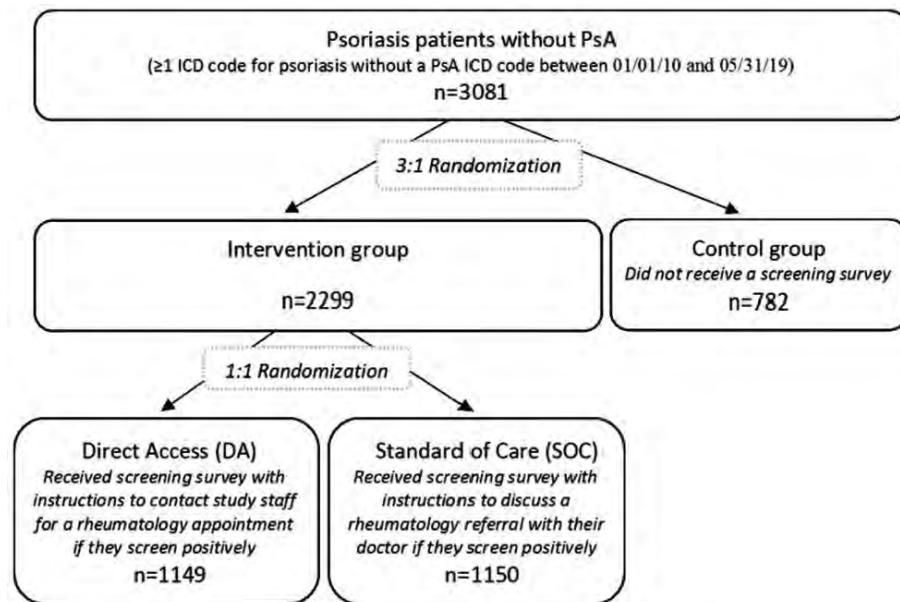 Psoriasis patients without PsA
(≥1 ICD code for psoriasis without a PsA ICD code between 01/01/10 and 05/31/19)
n=3081
3:1 Randomization
Intervention group
n=2299
Control group
Did not receive a screening survey
n=782
1:1 Randomization
Direct Access (DA)
Received screening survey with
instructions to contact study staff
for a rheumatology appointment
if they screen positively
n=1149
Standard of Care (SOC)
Received screening survey with
instructions to discuss a
rheumatology referral with their
doctor if they screen positively
n=1150